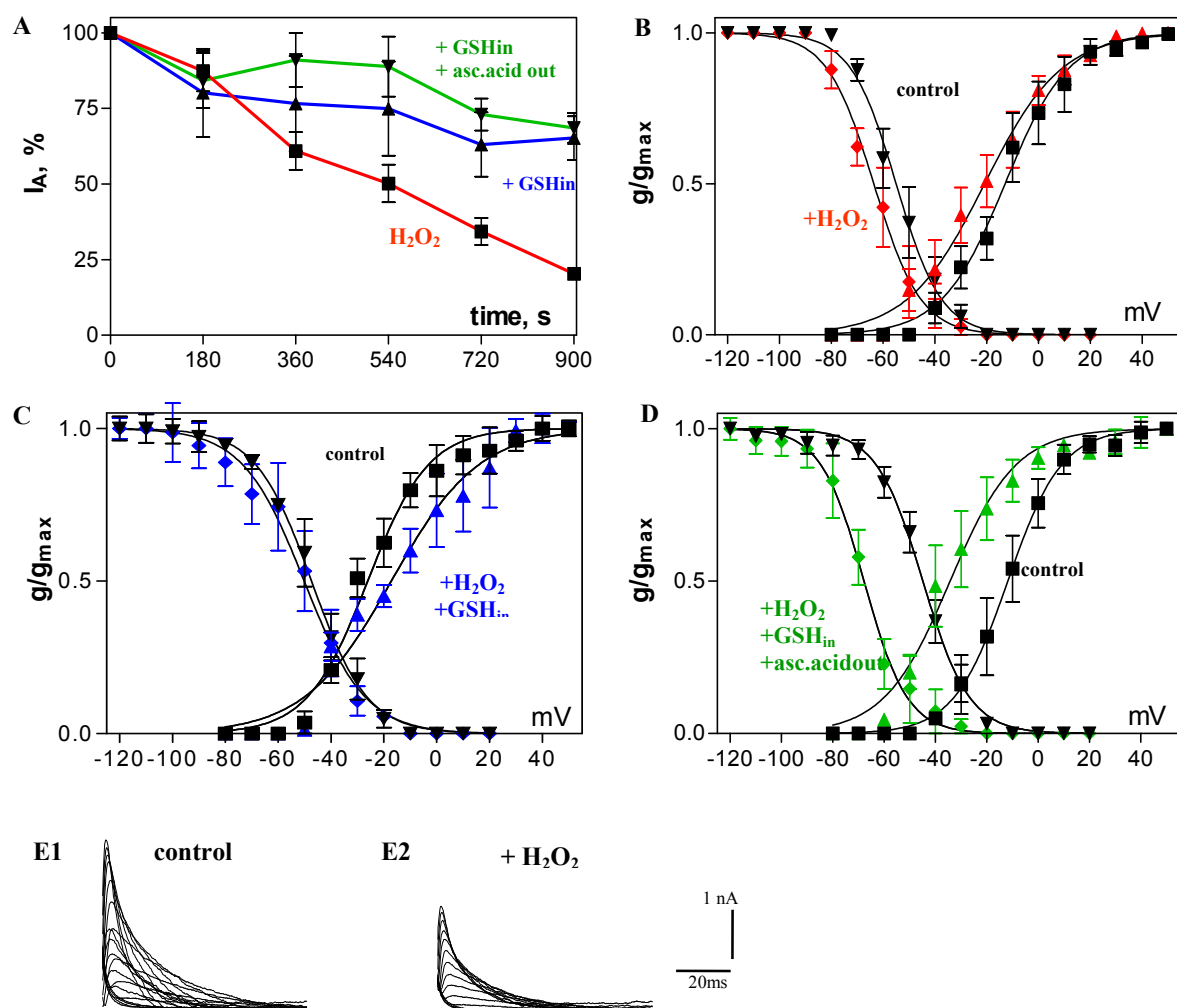 A
100
75
50
25
0
I_A, %
+ GSHin
+ asc.acid out
+ GSHin
H₂O₂
time, s
0 180 360 540 720 900
B
1.0
0.5
0.0
g/gmax
control
+H₂O₂
mV
-120 -100 -80 -60 -40 -20 0 20 40
C
1.0
0.5
0.0
g/gmax
control
+H₂O₂
+GSHin
mV
-120 -100 -80 -60 -40 -20 0 20 40
D
1.0
0.5
0.0
g/gmax
control
+H₂O₂
+GSHin
+asc.acidout
mV
-120 -100 -80 -60 -40 -20 0 20 40
E1 control
E2 + H₂O₂
1 nA
20ms